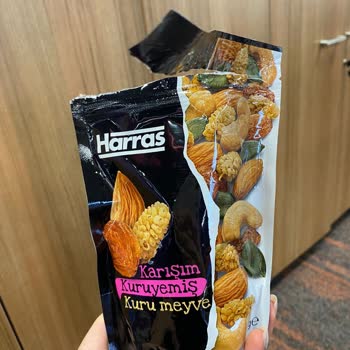 Harras
Karışım
Kuruyemiş
Kuru meyve